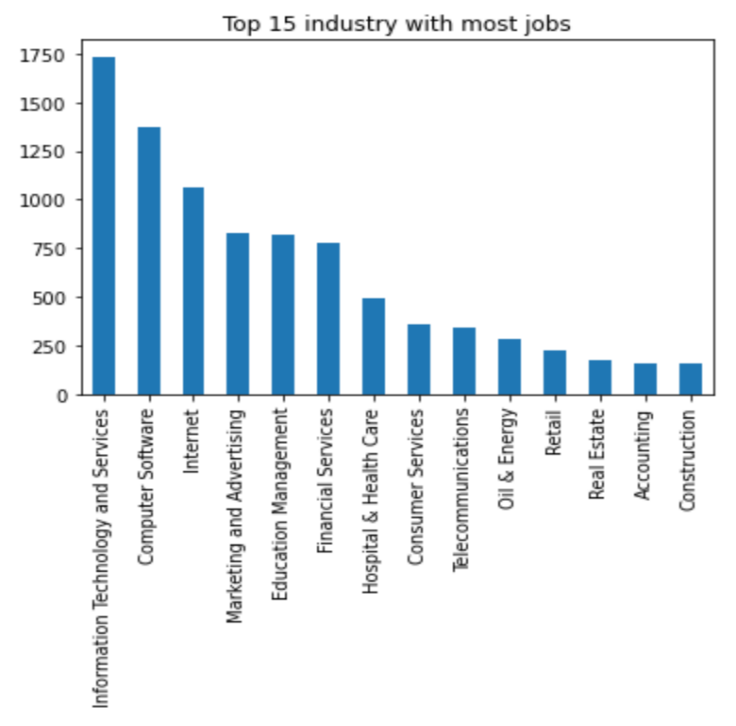 Top 15 industry with most jobs
1750
1500
1250
1000
750
500
250
0
Information Technology and Services
Computer Software
Internet
Marketing and Advertising
Education Management
Financial Services
Hospital & Health Care
Consumer Services
Telecommunications
Oil & Energy
Retail
Real Estate
Accounting
Construction